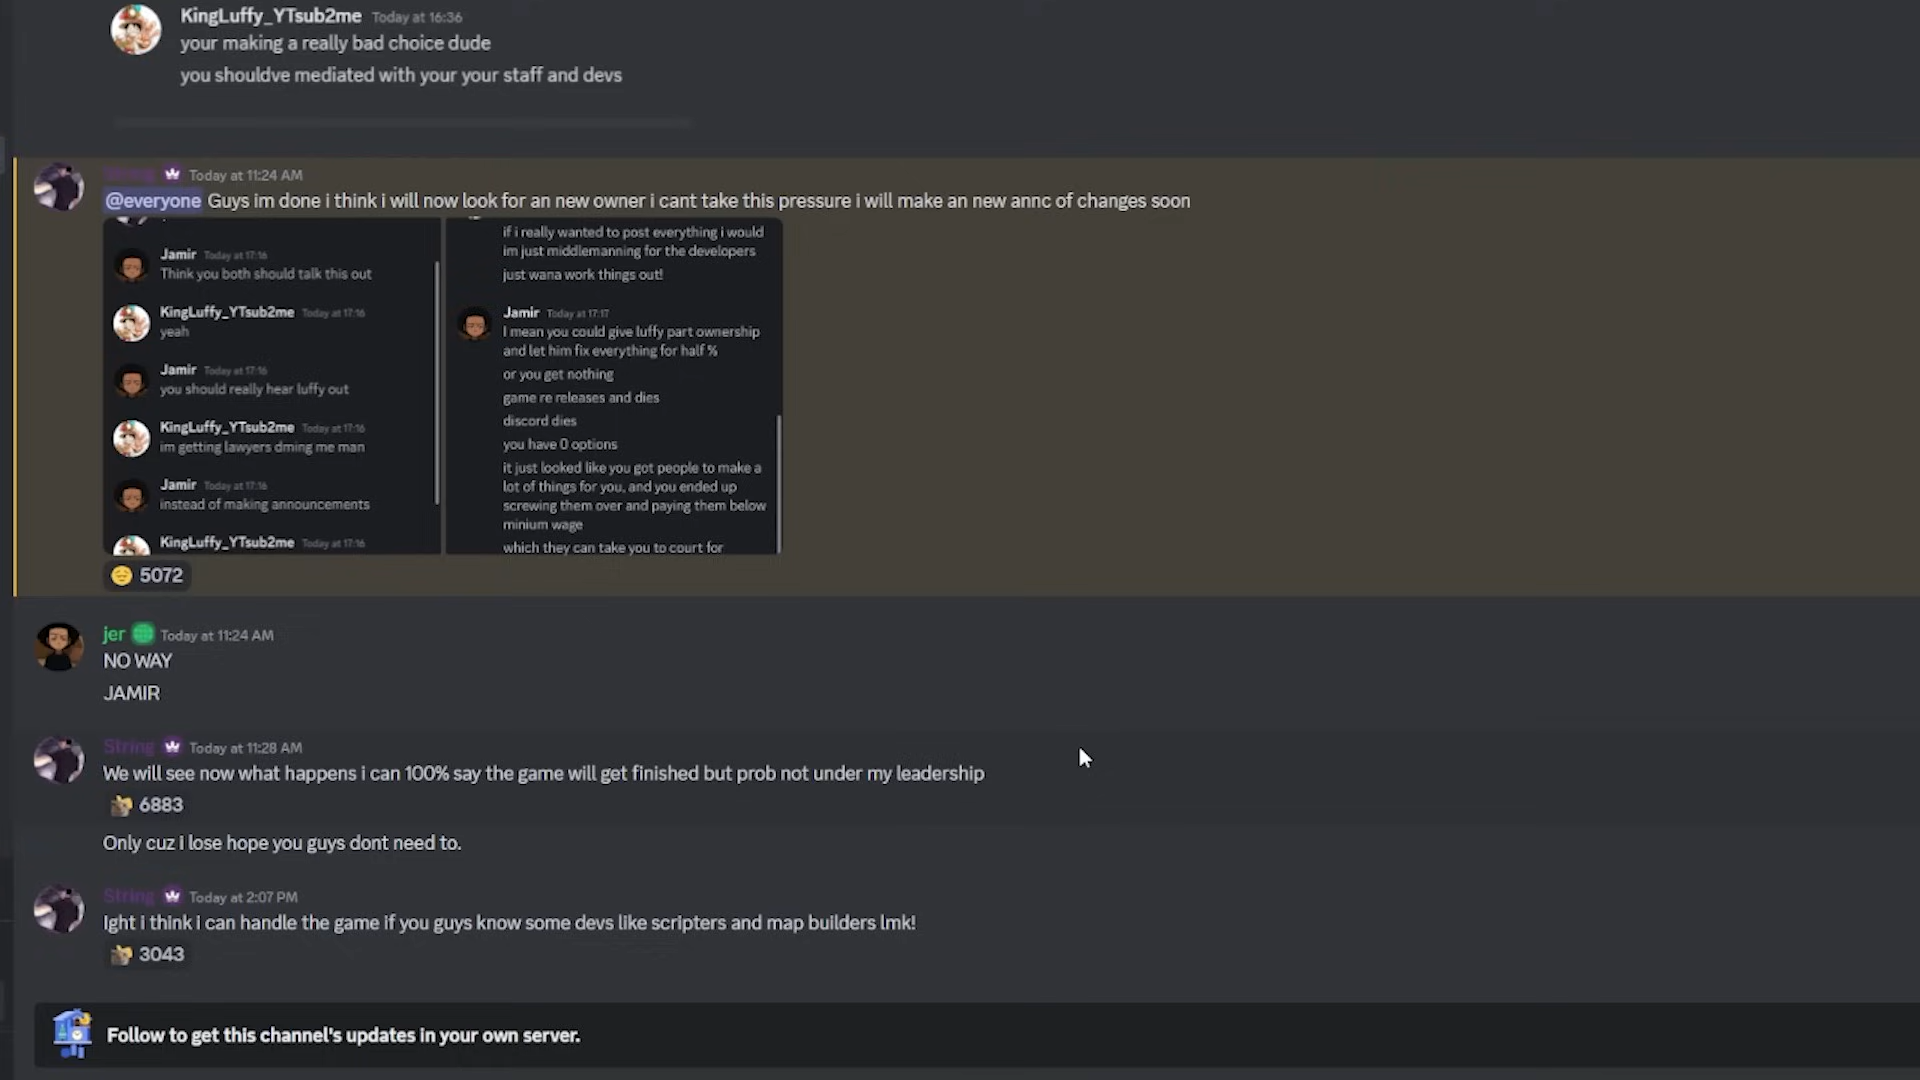 KingLuffy_YTsub2me Today at 16:36
your making a really bad choice dude
you shouldve mediated with your your staff and devs
String Today at 11:24 AM
@everyone Guys im done i think i will now look for an new owner i cant take this pressure i will make an new annc of changes soon
Jamir Today at 17:16
Think you both should talk this out
KingLuffy_YTsub2me Today at 17:16
yeah
Jamir Today at 17:16
you should really hear luffy out
KingLuffy_YTsub2me Today at 17:16
im getting lawyers dming me man
Jamir Today at 17:16
instead of making announcements
KingLuffy_YTsub2me Today at 17:16
if i really wanted to post everything i would
im just middlemanning for the developers
just wana work things out!
Jamir Today at 17:17
I mean you could give luffy part ownership
and let him fix everything for half %
or you get nothing
game re releases and dies
discord dies
you have 0 options
it just looked like you got people to make a
lot of things for you, and you ended up
screwing them over and paying them below
minium wage
which they can take you to court for
5072
jer Today at 11:24 AM
NO WAY
JAMIR
String Today at 11:28 AM
We will see now what happens i can 100% say the game will get finished but prob not under my leadership
6883
Only cuz I lose hope you guys dont need to.
String Today at 2:07 PM
Ight i think i can handle the game if you guys know some devs like scripters and map builders lmk!
3043
Follow to get this channel's updates in your own server.